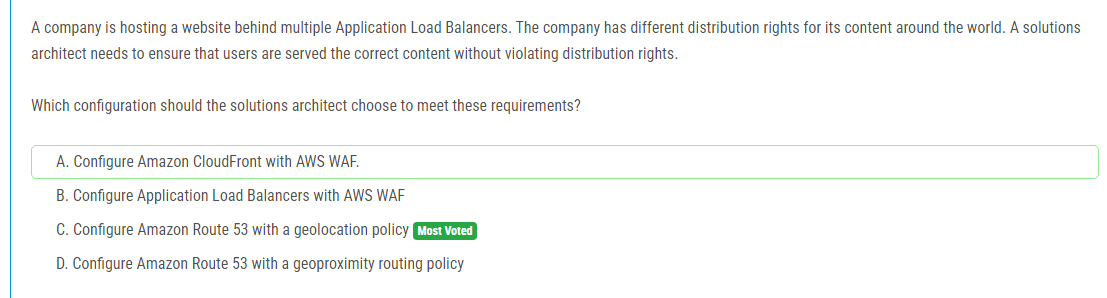 A company is hosting a website behind multiple Application Load Balancers. The company has different distribution rights for its content around the world. A solutions
architect needs to ensure that users are served the correct content without violating distribution rights.
Which configuration should the solutions architect choose to meet these requirements?
A. Configure Amazon CloudFront with AWS WAF.
B. Configure Application Load Balancers with AWS WAF
C. Configure Amazon Route 53 with a geolocation policy Most Voted
D. Configure Amazon Route 53 with a geoproximity routing policy